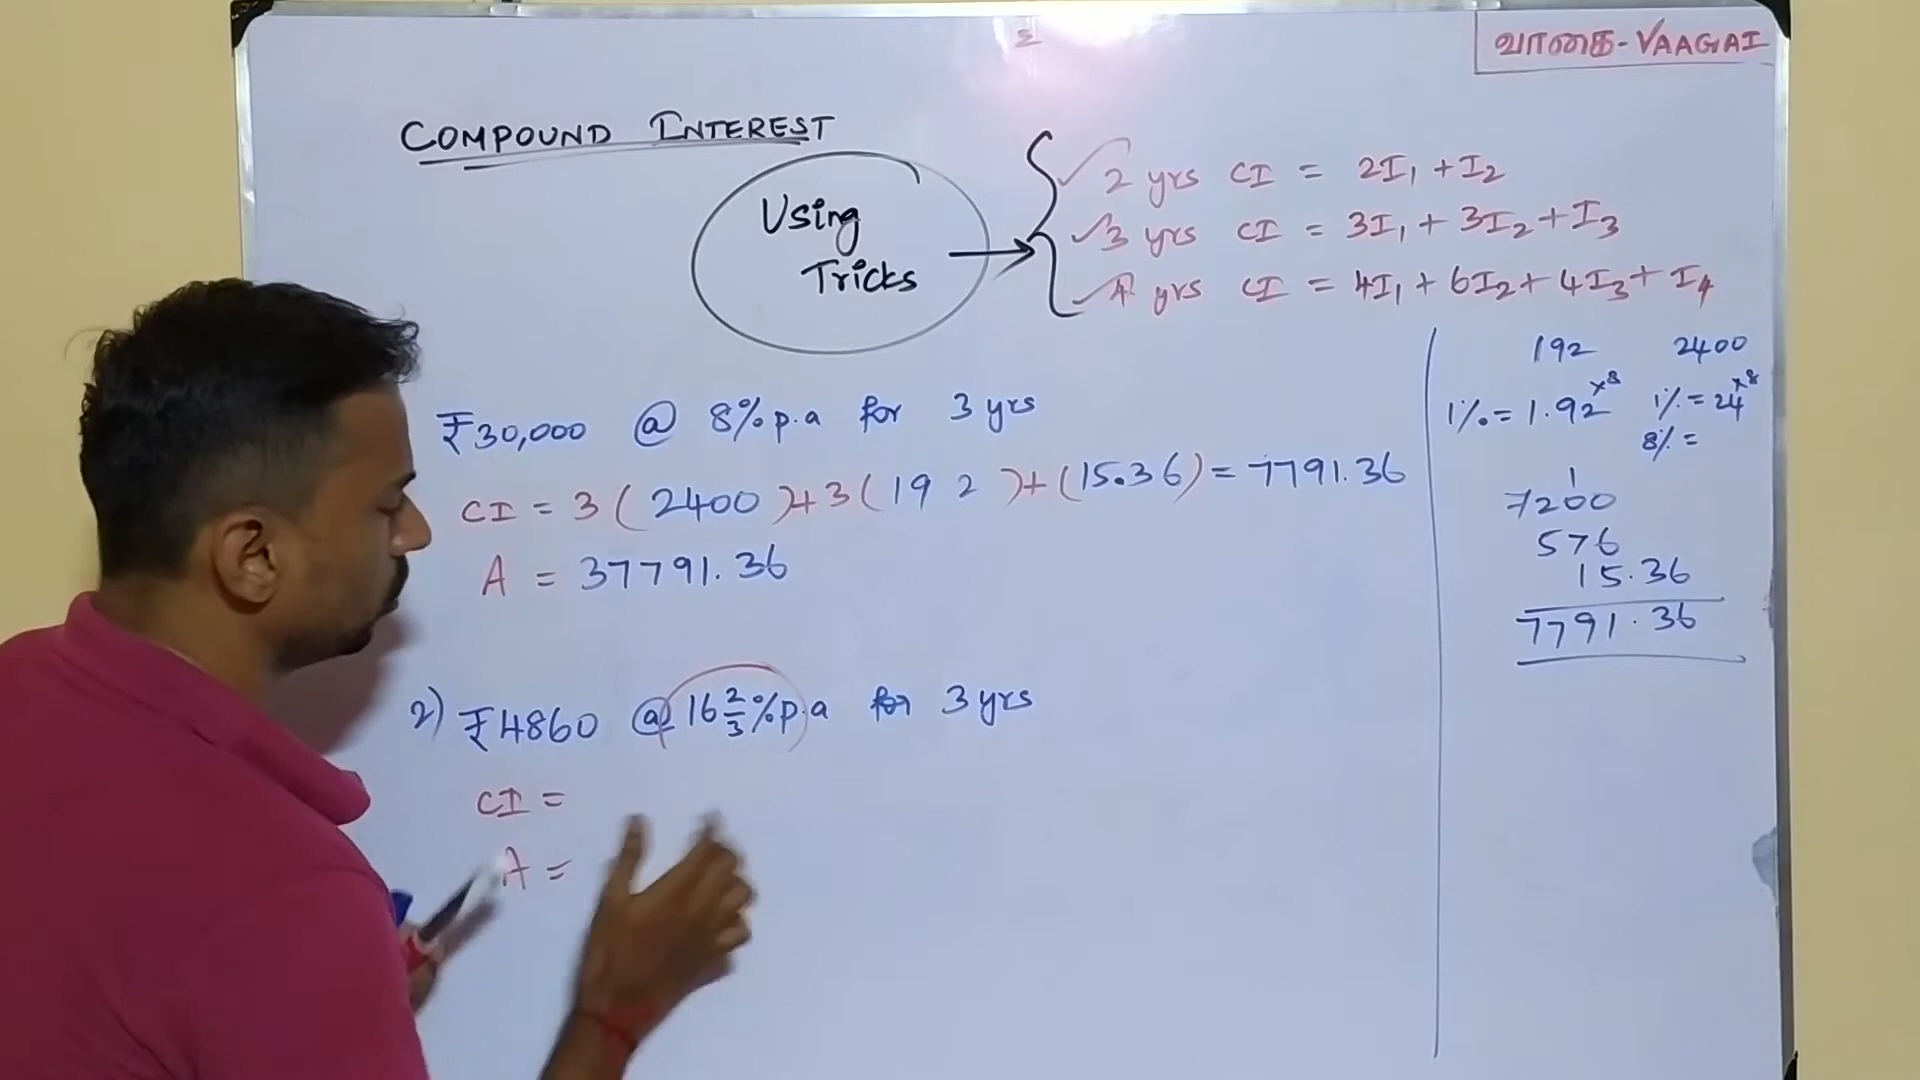 வாகை-VAAGAI
COMPOUND INTEREST
Using
Tricks
2 yrs CI = 2I₁ + I₂
3 yrs CI = 3I₁ + 3I₂ + I₃
4 yrs CI = 4I₁ + 6I₂ + 4I₃ + I₄
₹30,000 @ 8% p.a for 3 yrs
CI = 3 ( 2400 ) + 3 ( 192 ) + (15.36) = 7791.36
A = 37791.36
2) ₹4860 @ 16 2/3 % p.a for 3 yrs
CI =
A =
192 2400
1% = 1.92 ×8 1% = 24 ×8
8% =
1
7200
576
15.36
7791.36